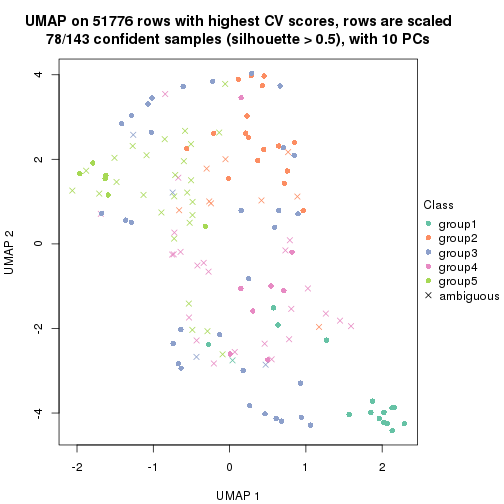 UMAP on 51776 rows with highest CV scores, rows are scaled
78/143 confident samples (silhouette > 0.5), with 10 PCs
4
2
0
-2
-4
UMAP 2
-2
-1
0
1
2
UMAP 1
Class
group1
group2
group3
group4
group5
ambiguous